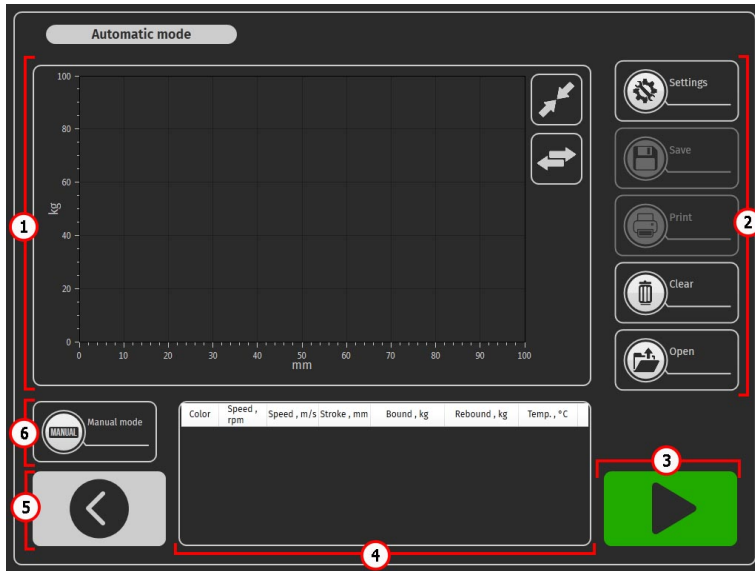 Automatic mode
100
80
60
40
20
0
kg
0 10 20 30 40 50 60 70 80 90 100
mm
Settings
Save
Print
Clear
Open
1
2
Manual mode
MANUAL
6
Color Speed , rpm Speed , m/s Stroke , mm Bound , kg Rebound , kg Temp. , °C
3
5
4